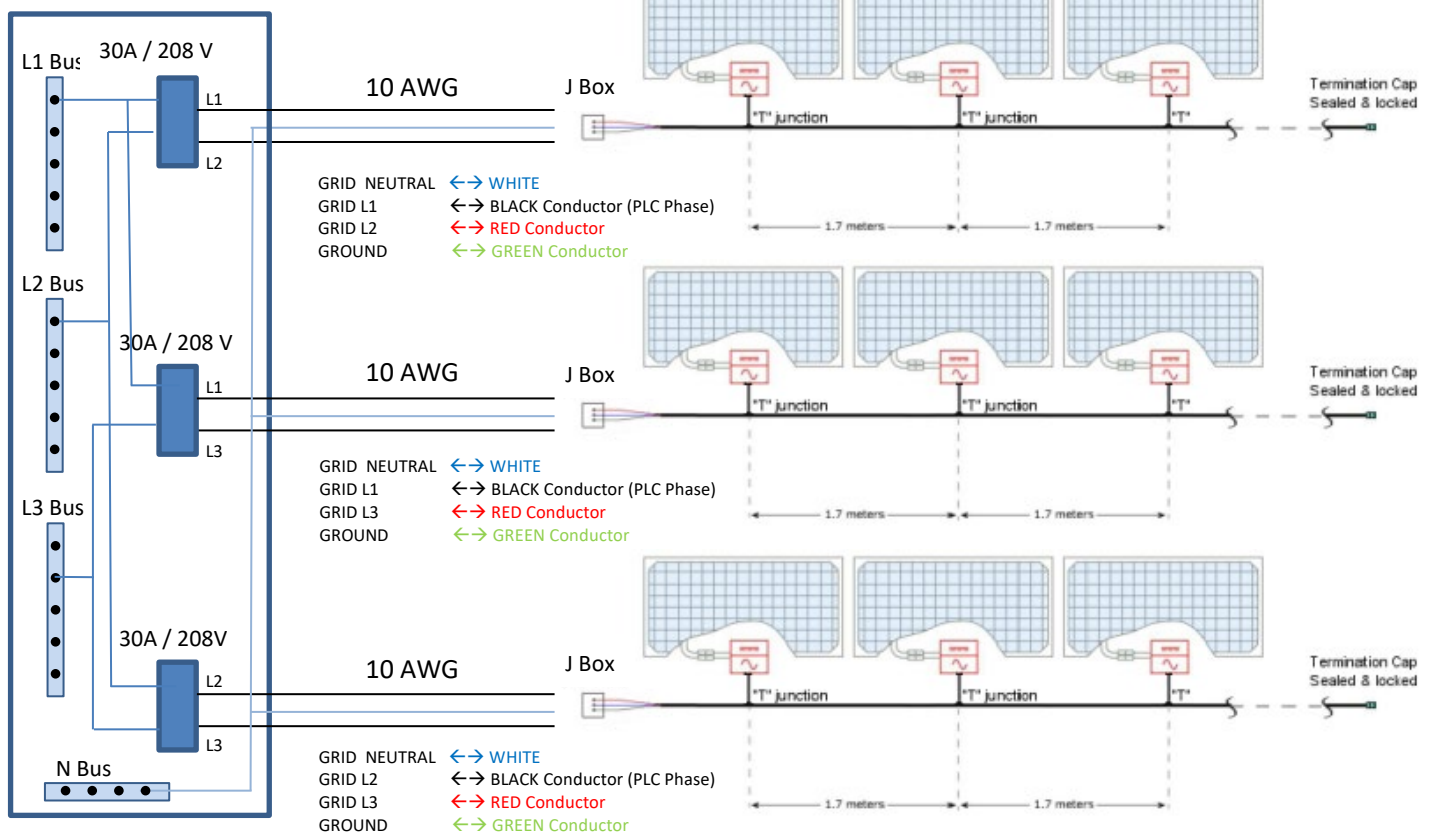 30A / 208 V
L1 Bus
L1
L2
10 AWG
J Box
"T" junction
"T" junction
"T"
Termination Cap
Sealed & locked
GRID NEUTRAL ←→ WHITE
GRID L1 ←→ BLACK Conductor (PLC Phase)
GRID L2 ←→ RED Conductor
GROUND ←→ GREEN Conductor
1.7 meters
1.7 meters
L2 Bus
30A / 208 V
L1
L3
10 AWG
J Box
"T" junction
"T" junction
"T"
Termination Cap
Sealed & locked
GRID NEUTRAL ←→ WHITE
GRID L1 ←→ BLACK Conductor (PLC Phase)
GRID L3 ←→ RED Conductor
GROUND ←→ GREEN Conductor
1.7 meters
1.7 meters
L3 Bus
30A / 208V
L2
L3
10 AWG
J Box
"T" junction
"T" junction
"T"
Termination Cap
Sealed & locked
N Bus
GRID NEUTRAL ←→ WHITE
GRID L2 ←→ BLACK Conductor (PLC Phase)
GRID L3 ←→ RED Conductor
GROUND ←→ GREEN Conductor
1.7 meters
1.7 meters